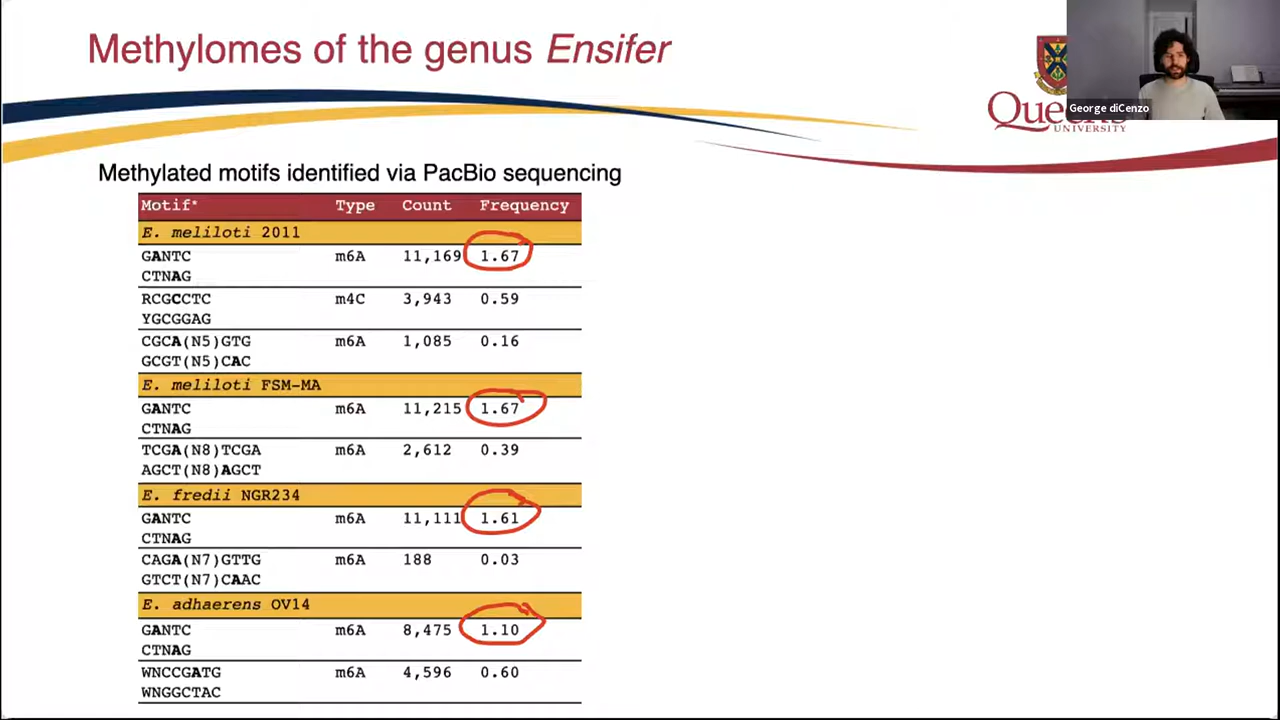 Methylomes of the genus Ensifer
George diCenzo
Queen's
UNIVERSITY
Methylated motifs identified via PacBio sequencing
Motif* Type Count Frequency
E. meliloti 2011
GANTC m6A 11,169 1.67
CTNAG
RCGCCTC m4C 3,943 0.59
YGCGGAG
CGCA(N5)GTG m6A 1,085 0.16
GCGT(N5)CAC
E. meliloti FSM-MA
GANTC m6A 11,215 1.67
CTNAG
TCGA(N8)TCGA m6A 2,612 0.39
AGCT(N8)AGCT
E. fredii NGR234
GANTC m6A 11,111 1.61
CTNAG
CAGA(N7)GTTG m6A 188 0.03
GTCT(N7)CAAC
E. adhaerens OV14
GANTC m6A 8,475 1.10
CTNAG
WNCCGATG m6A 4,596 0.60
WNGGCTAC